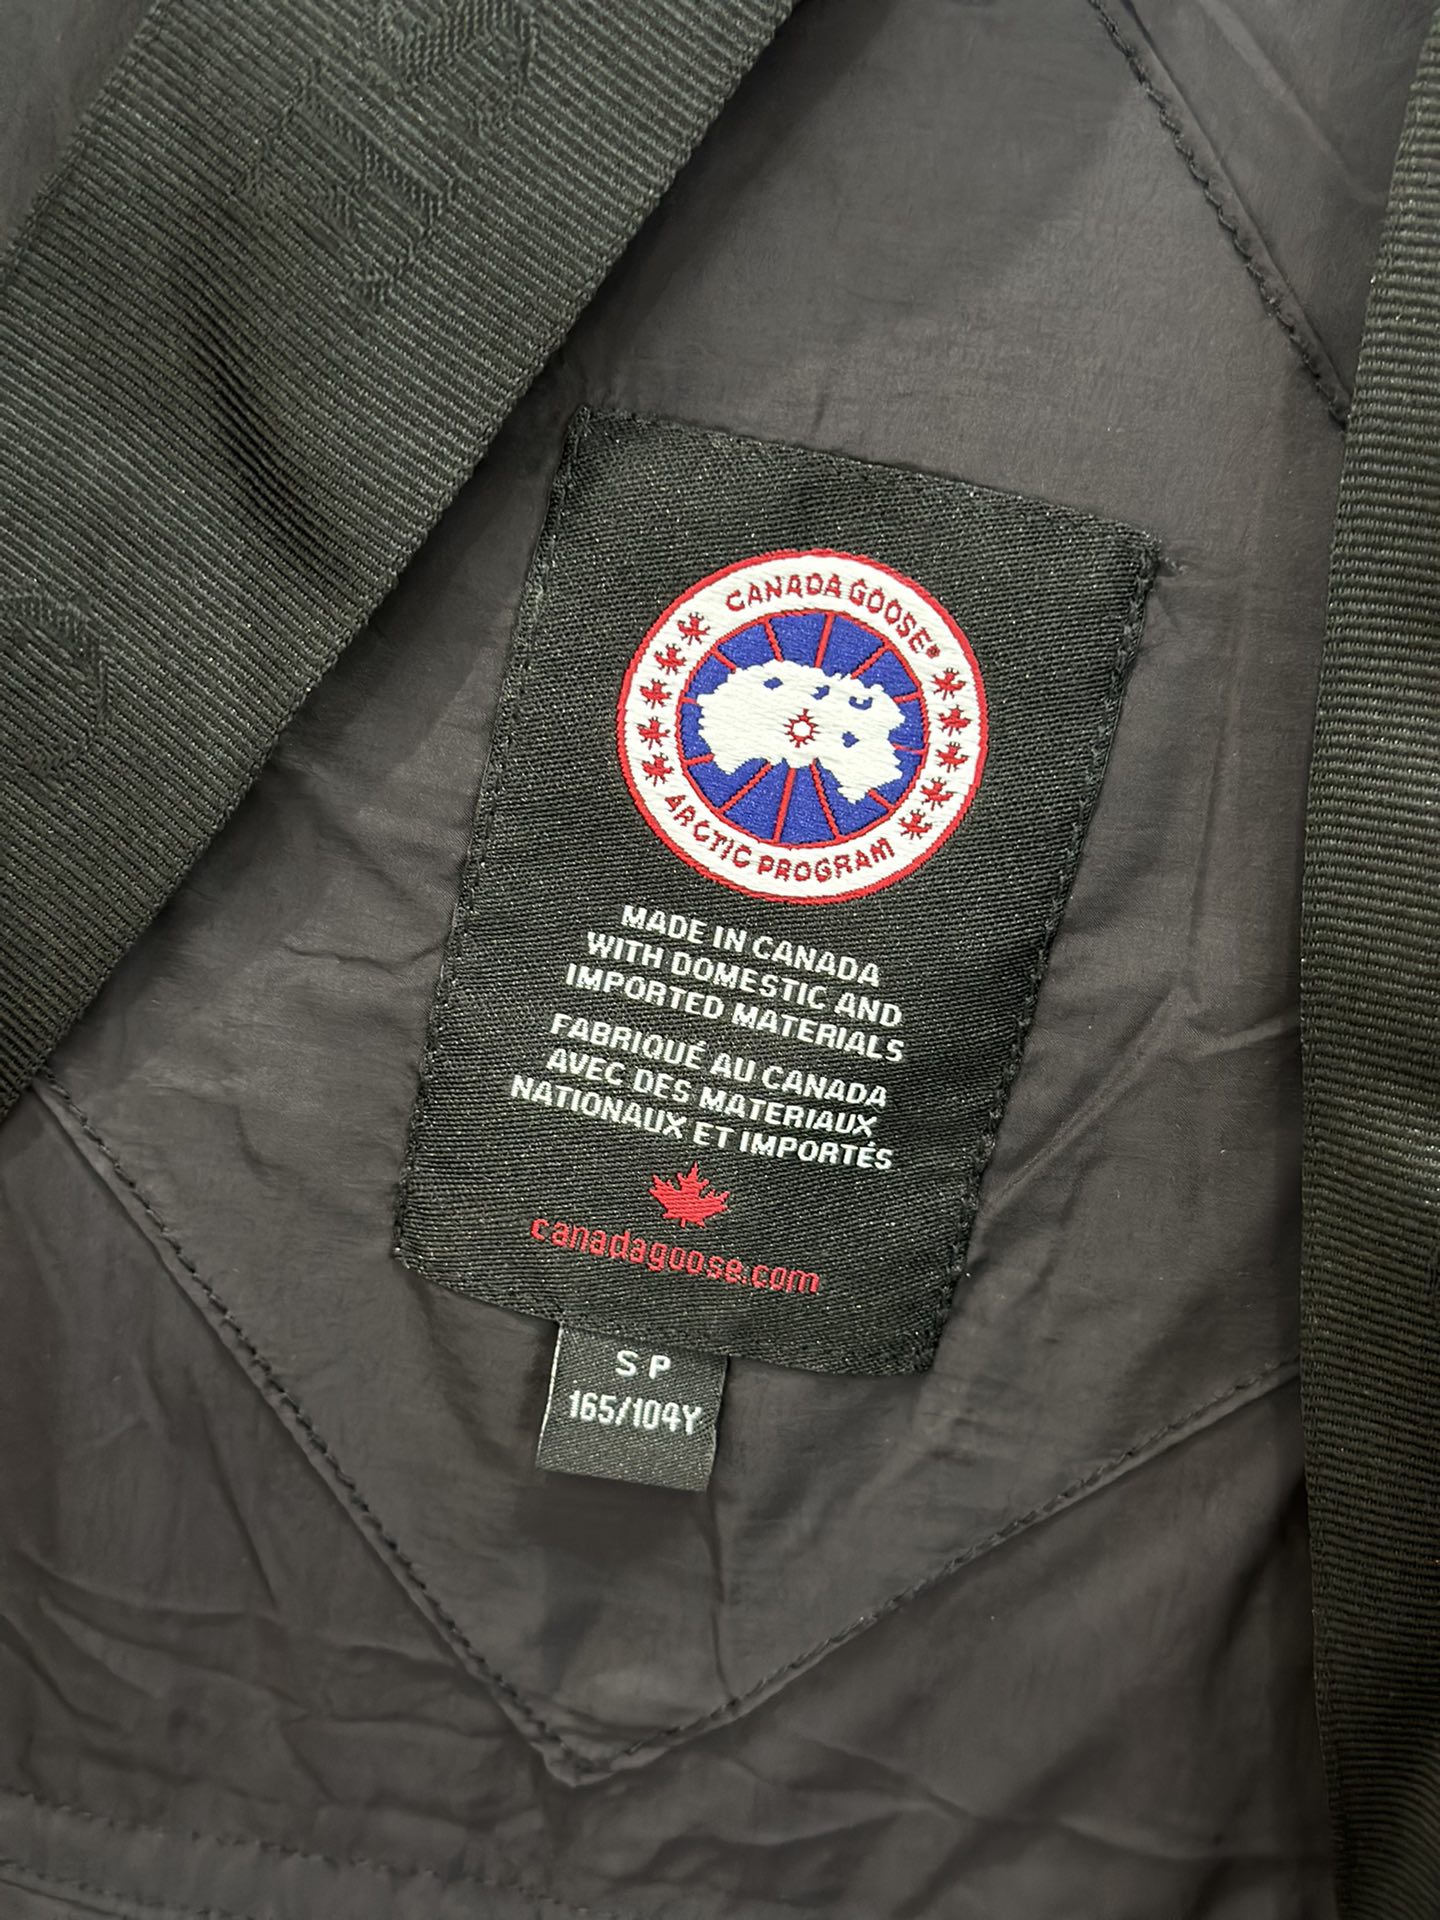 CANADA GOOSE®
ARCTIC PROGRAM
MADE IN CANADA
WITH DOMESTIC AND
IMPORTED MATERIALS
FABRIQUÉ AU CANADA
AVEC DES MATERIAUX
NATIONAUX ET IMPORTÉS
canadagoose.com
S P
165/104Y